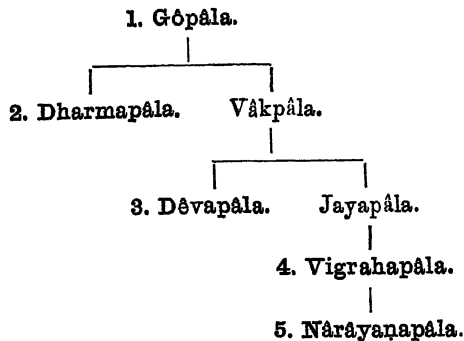 1. Gôpâla.
2. Dharmapâla. Vâkpâla.
3. Dêvapâla. Jayapâla.
4. Vigrahapâla.
5. Nârâyaṇapâla.